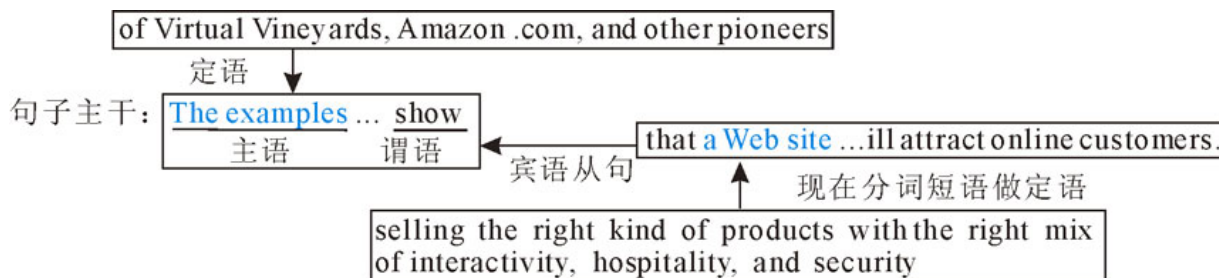 of Virtual Vineyards, Amazon .com, and other pioneers
定语
句子主干：The examples ... show
主语 谓语
宾语从句
that a Web site ...ill attract online customers.
现在分词短语做定语
selling the right kind of products with the right mix
of interactivity, hospitality, and security